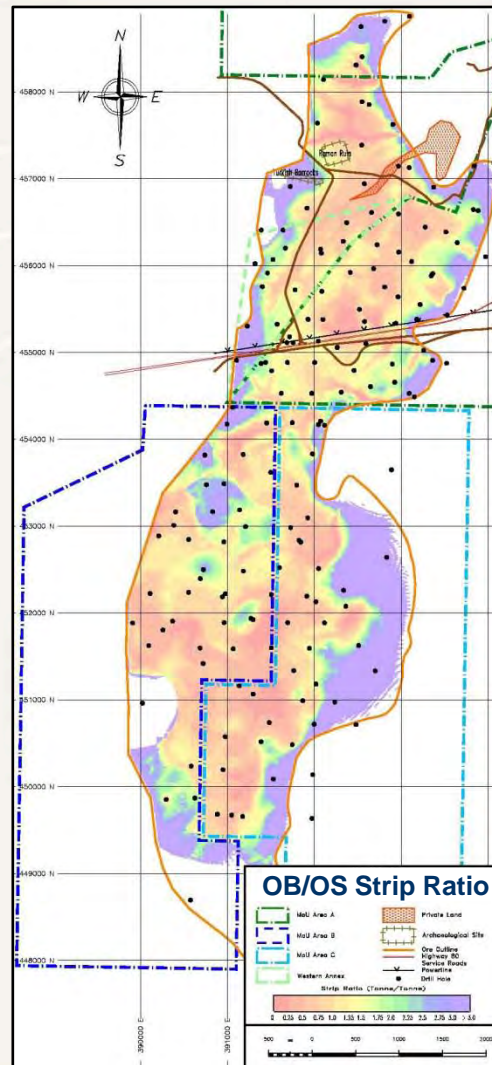 N
W E
S
458000 N
Roman Ruin
457000 N
456000 N
455000 N
454000 N
453000 N
452000 N
451000 N
450000 N
449000 N
448000 N
390000 E
391000 E
OB/OS Strip Ratio
MoU Area A
Private Land
MoU Area B
Archaeological Site
MoU Area C
Ore Outline
Highway 80
Service Roads
Western Annex
Powerline
Drill Hole
Strip Ratio (Tonne/Tonne)
500 0 500 1000 1500 2000